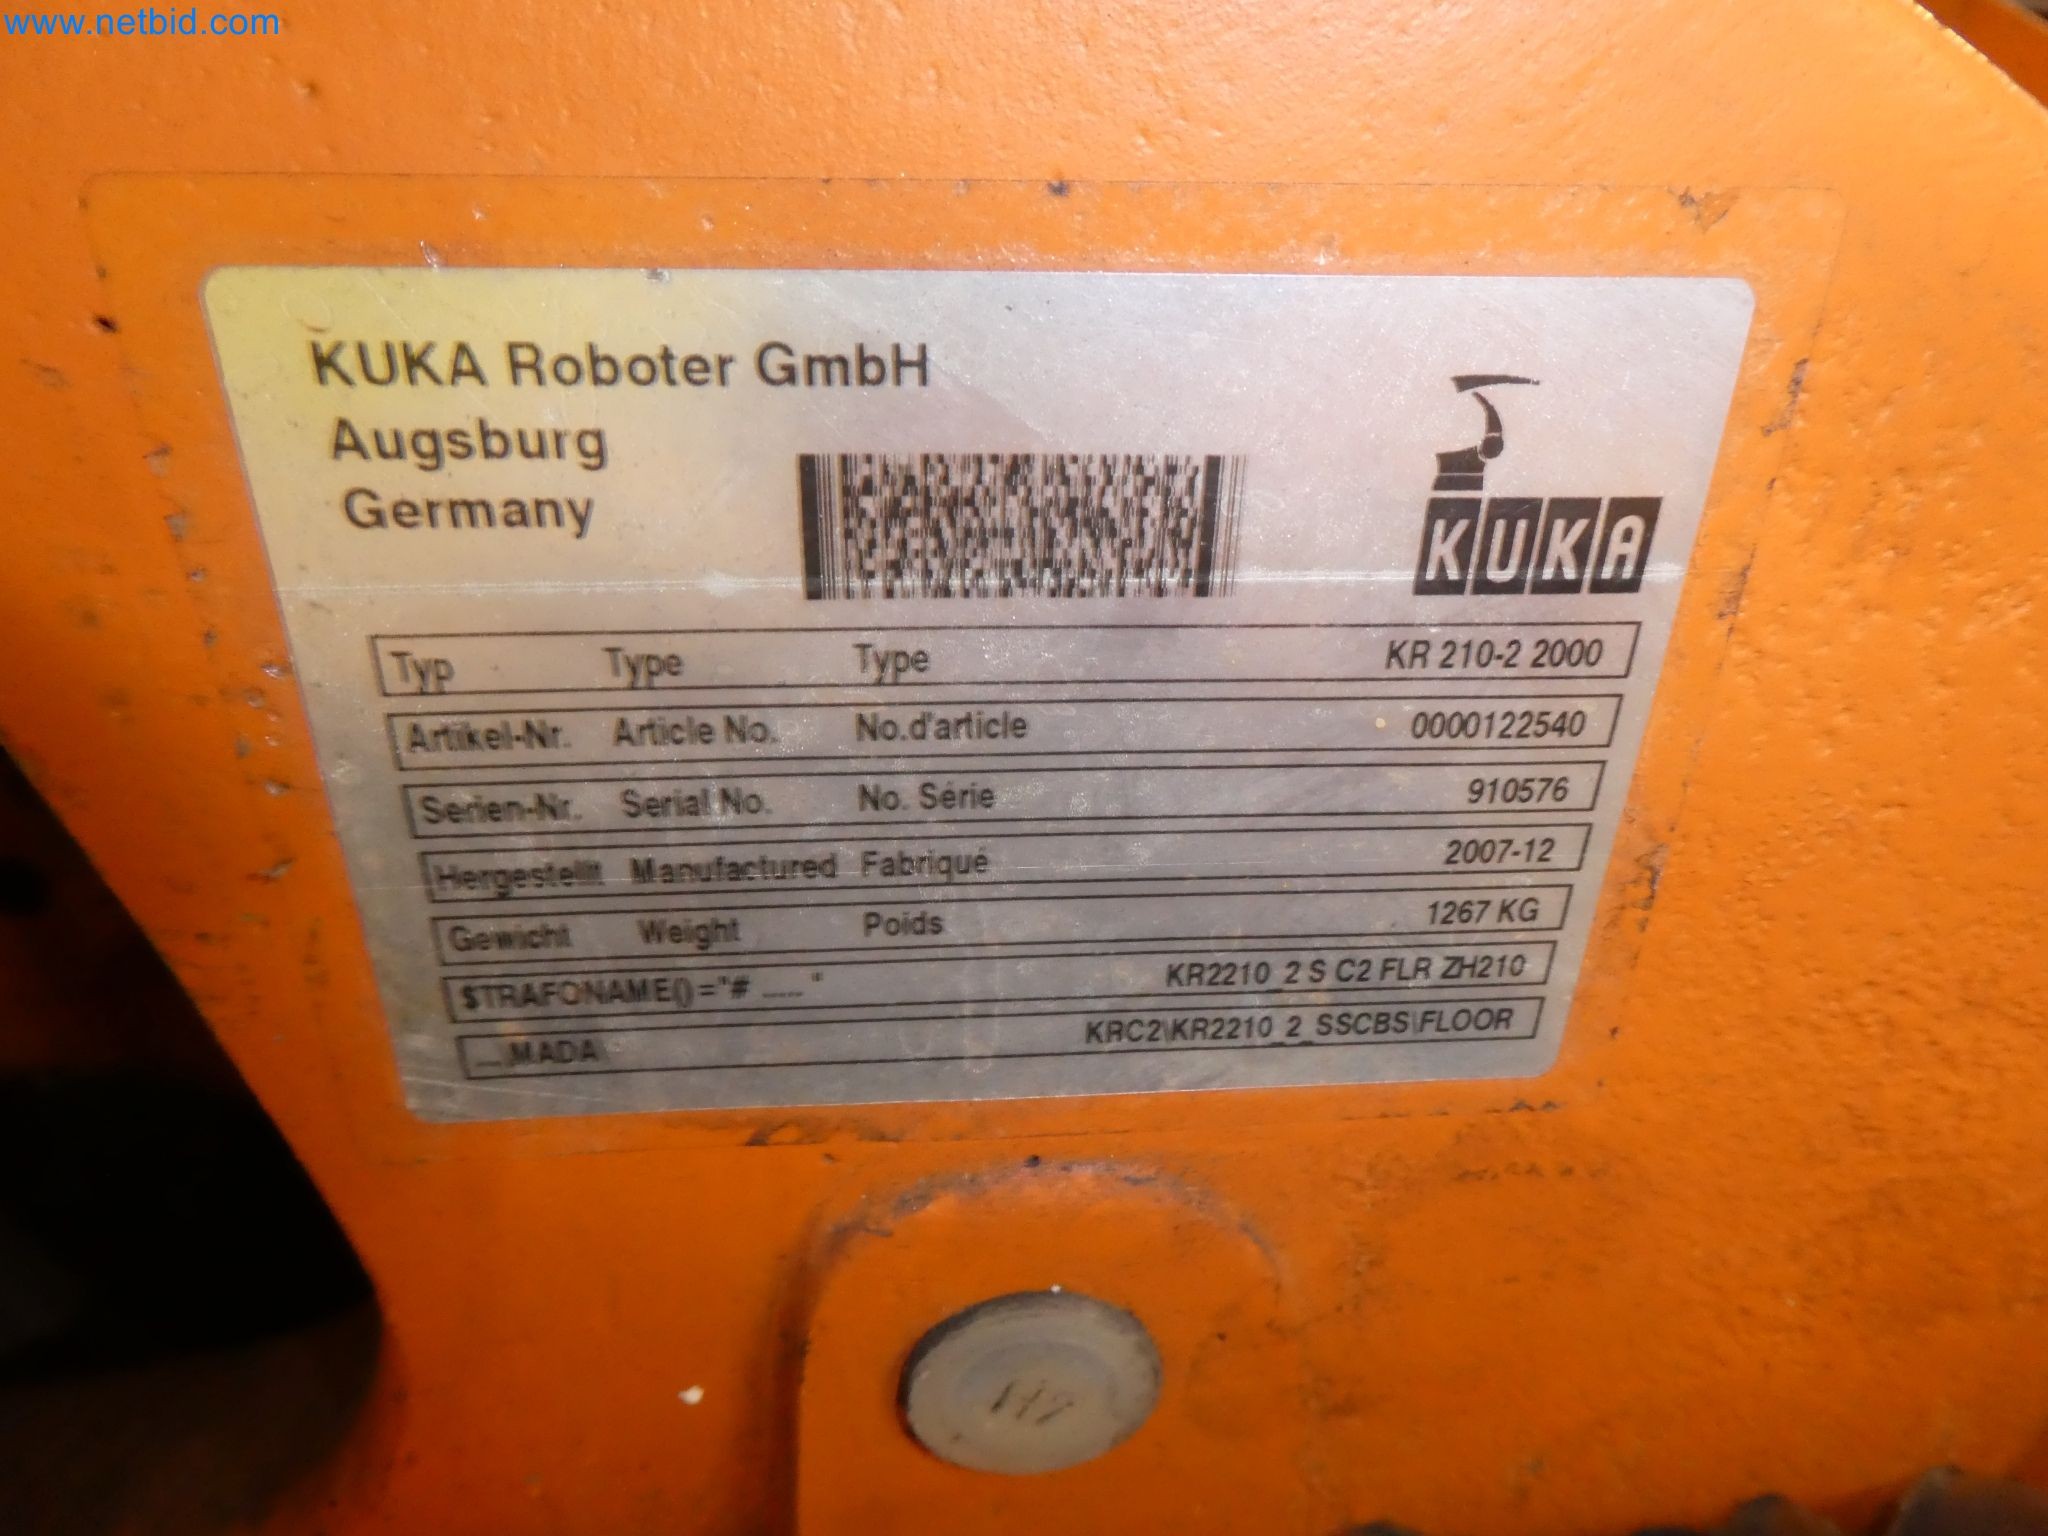 www.netbid.com
KUKA Roboter GmbH
Augsburg
Germany
KUKA
Typ Type Type KR 210-2 2000
Artikel-Nr. Article No. No.d'article 0000122540
Serien-Nr. Serial No. No. Série 910576
Hergestellt Manufactured Fabriqué 2007-12
Gewicht Weight Poids 1267 KG
$TRAFONAME()="# ..... " KR2210_2 S C2 FLR ZH210
...MADA KRC2\KR2210_2_SSCBS\FLOOR